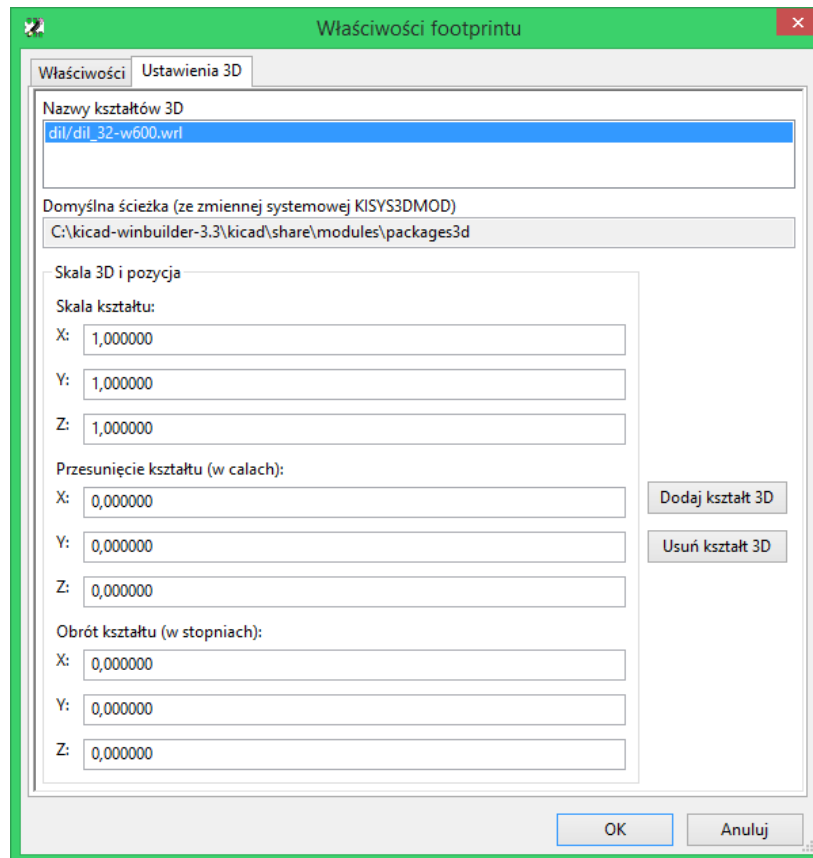 Właściwości footprintu
Właściwości
Ustawienia 3D
Nazwy kształtów 3D
dil/dil_32-w600.wrl
Domyślna ścieżka (ze zmiennej systemowej KISYS3DMOD)
C:\kicad-winbuilder-3.3\kicad\share\modules\packages3d
Skala 3D i pozycja
Skala kształtu:
X: 1,000000
Y: 1,000000
Z: 1,000000
Przesunięcie kształtu (w calach):
X: 0,000000
Y: 0,000000
Z: 0,000000
Dodaj kształt 3D
Usuń kształt 3D
Obrót kształtu (w stopniach):
X: 0,000000
Y: 0,000000
Z: 0,000000
OK
Anuluj